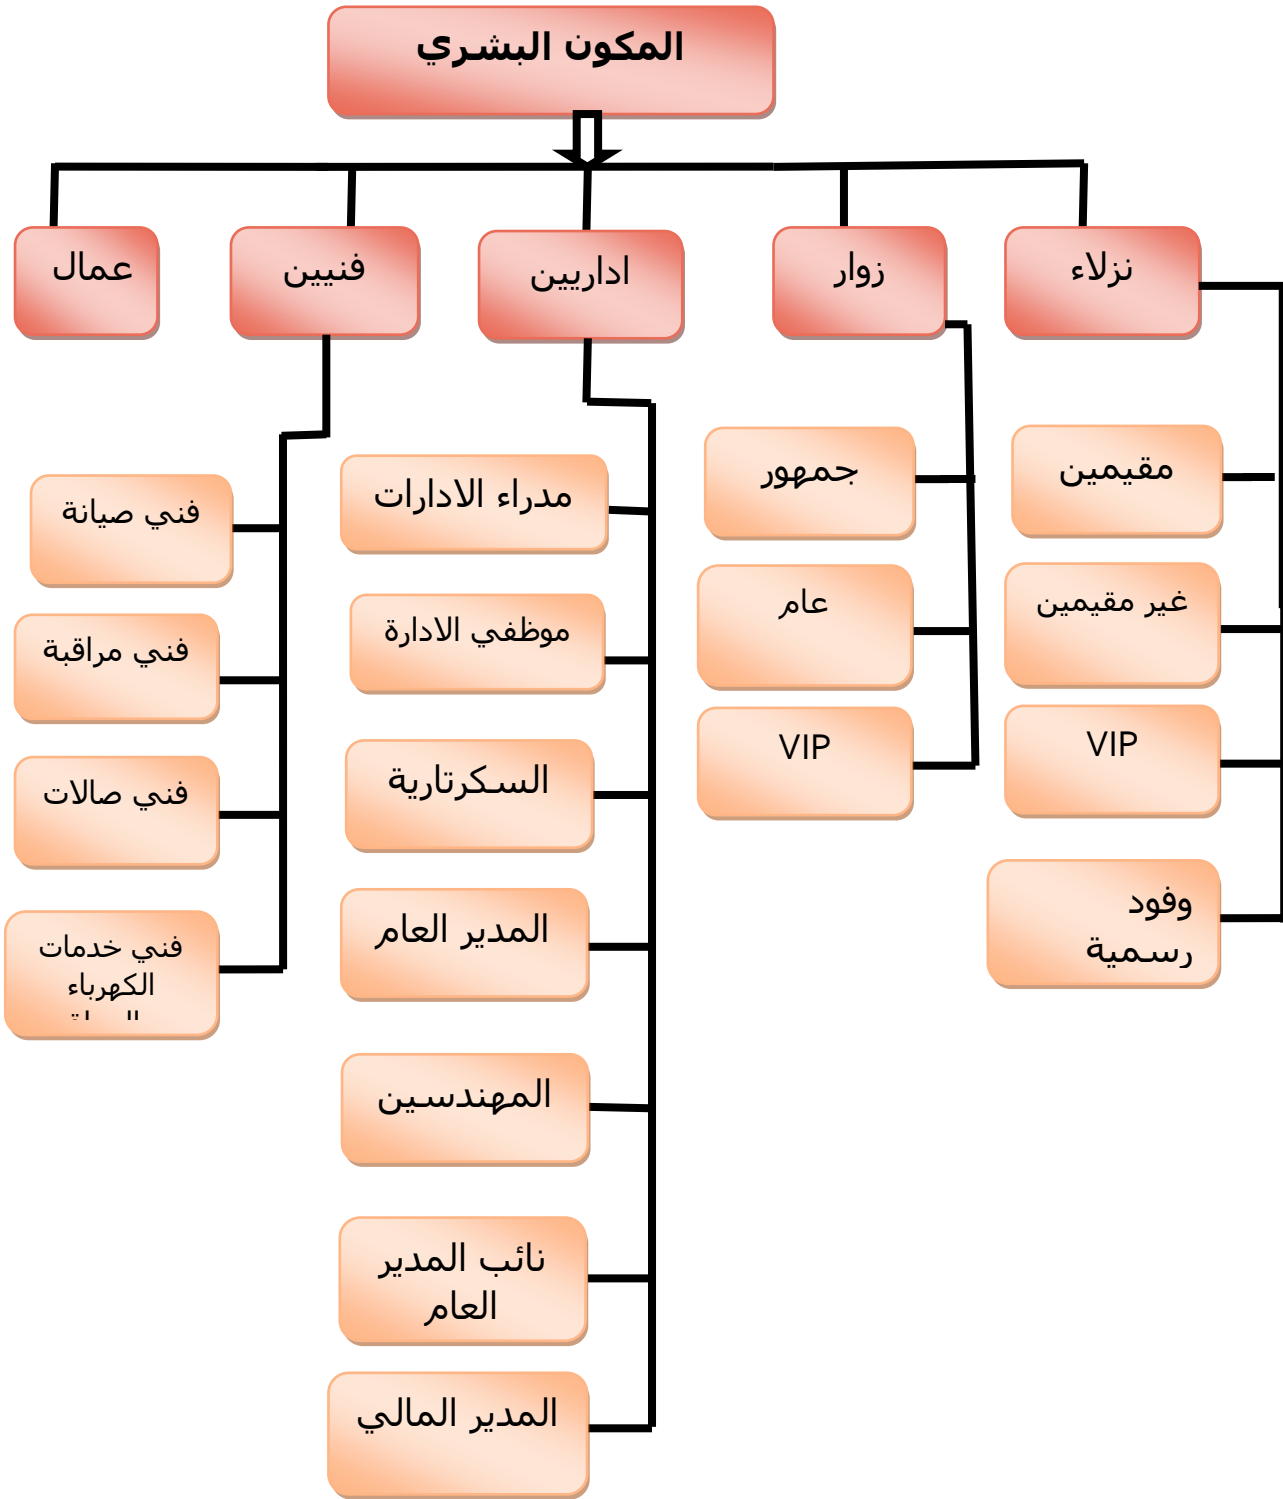 المكون البشري
نزلاء
زوار
اداريين
فنيين
عمال
مقيمين
غير مقيمين
VIP
وفود
رسمية
جمهور
عام
VIP
مدراء الادارات
موظفي الادارة
السكرتارية
المدير العام
المهندسين
نائب المدير
العام
المدير المالي
فني صيانة
فني مراقبة
فني صالات
فني خدمات
الكهرباء